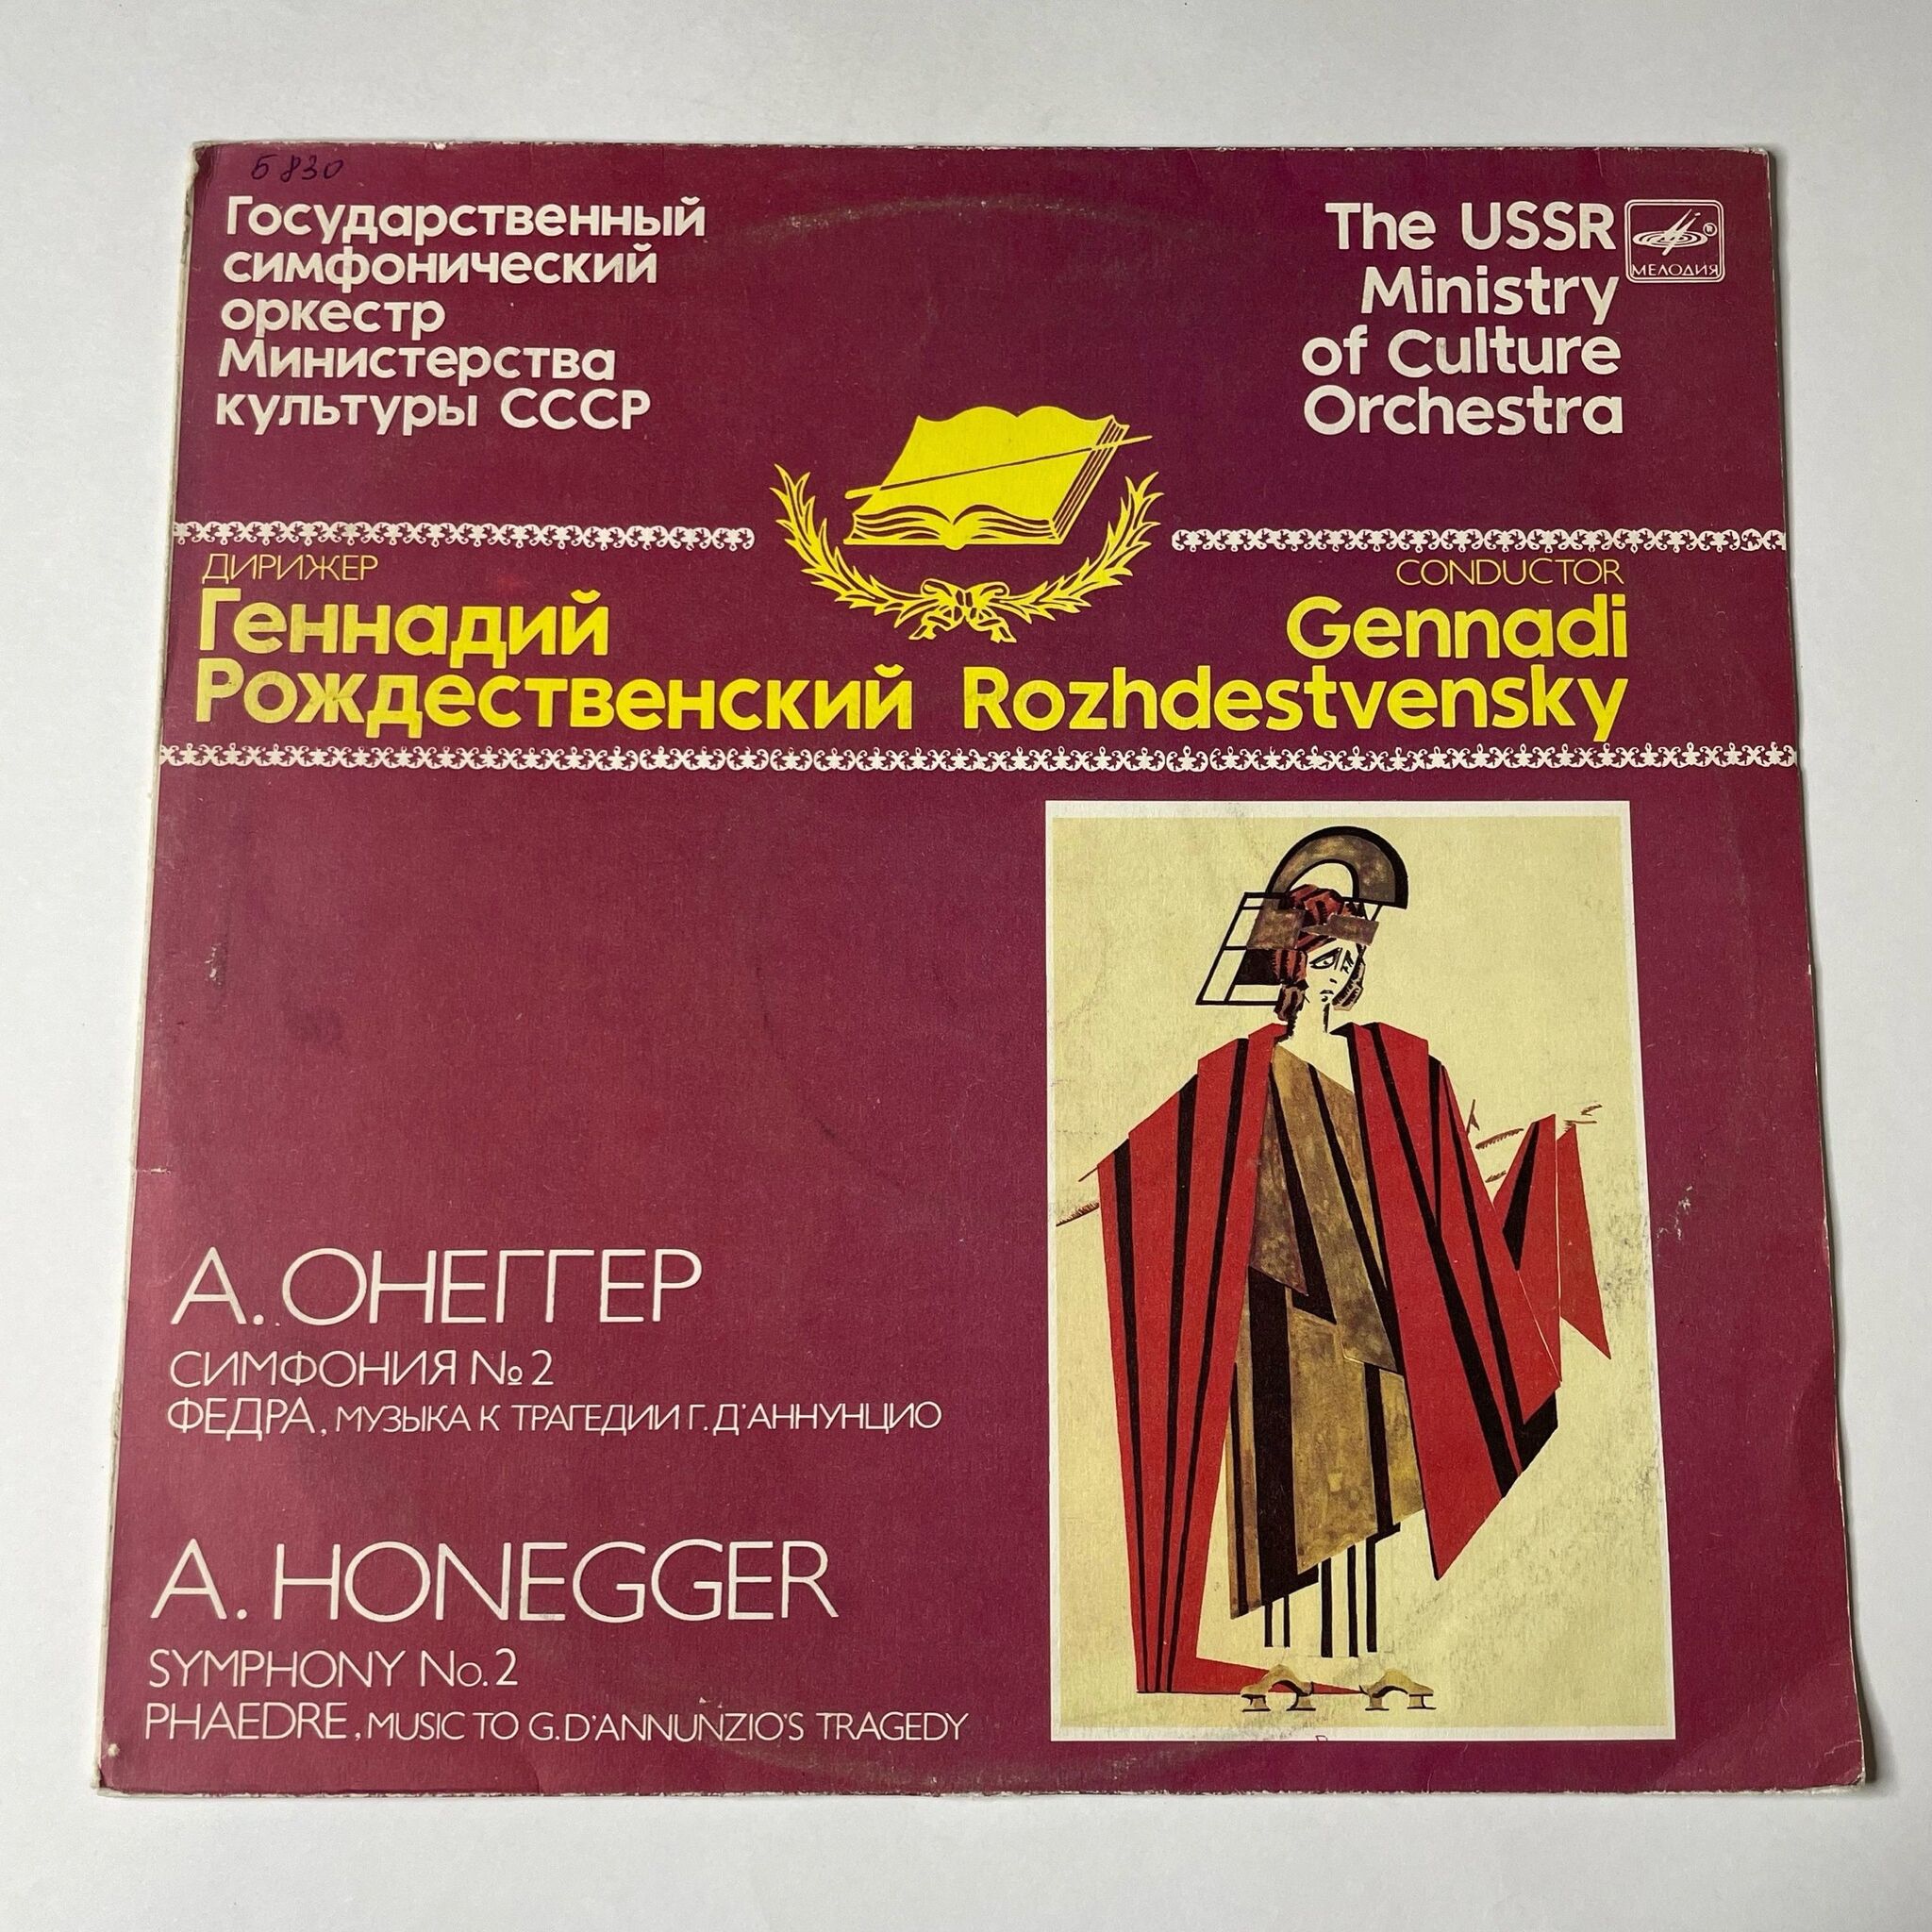 5830
Государственный
симфонический
оркестр
Министерства
культуры СССР
The USSR
Ministry
of Culture
Orchestra
МЕЛОДИЯ
ДИРИЖЕР
Геннадий
Рождественский
CONDUCTOR
Gennadi
Rozhdestvensky
А. ОНЕГГЕР
СИМФОНИЯ № 2
ФЕДРА, МУЗЫКА К ТРАГЕДИИ Г. Д'АННУНЦИО
A. HONEGGER
SYMPHONY No. 2
PHAEDRE, MUSIC TO G. D'ANNUNZIO'S TRAGEDY